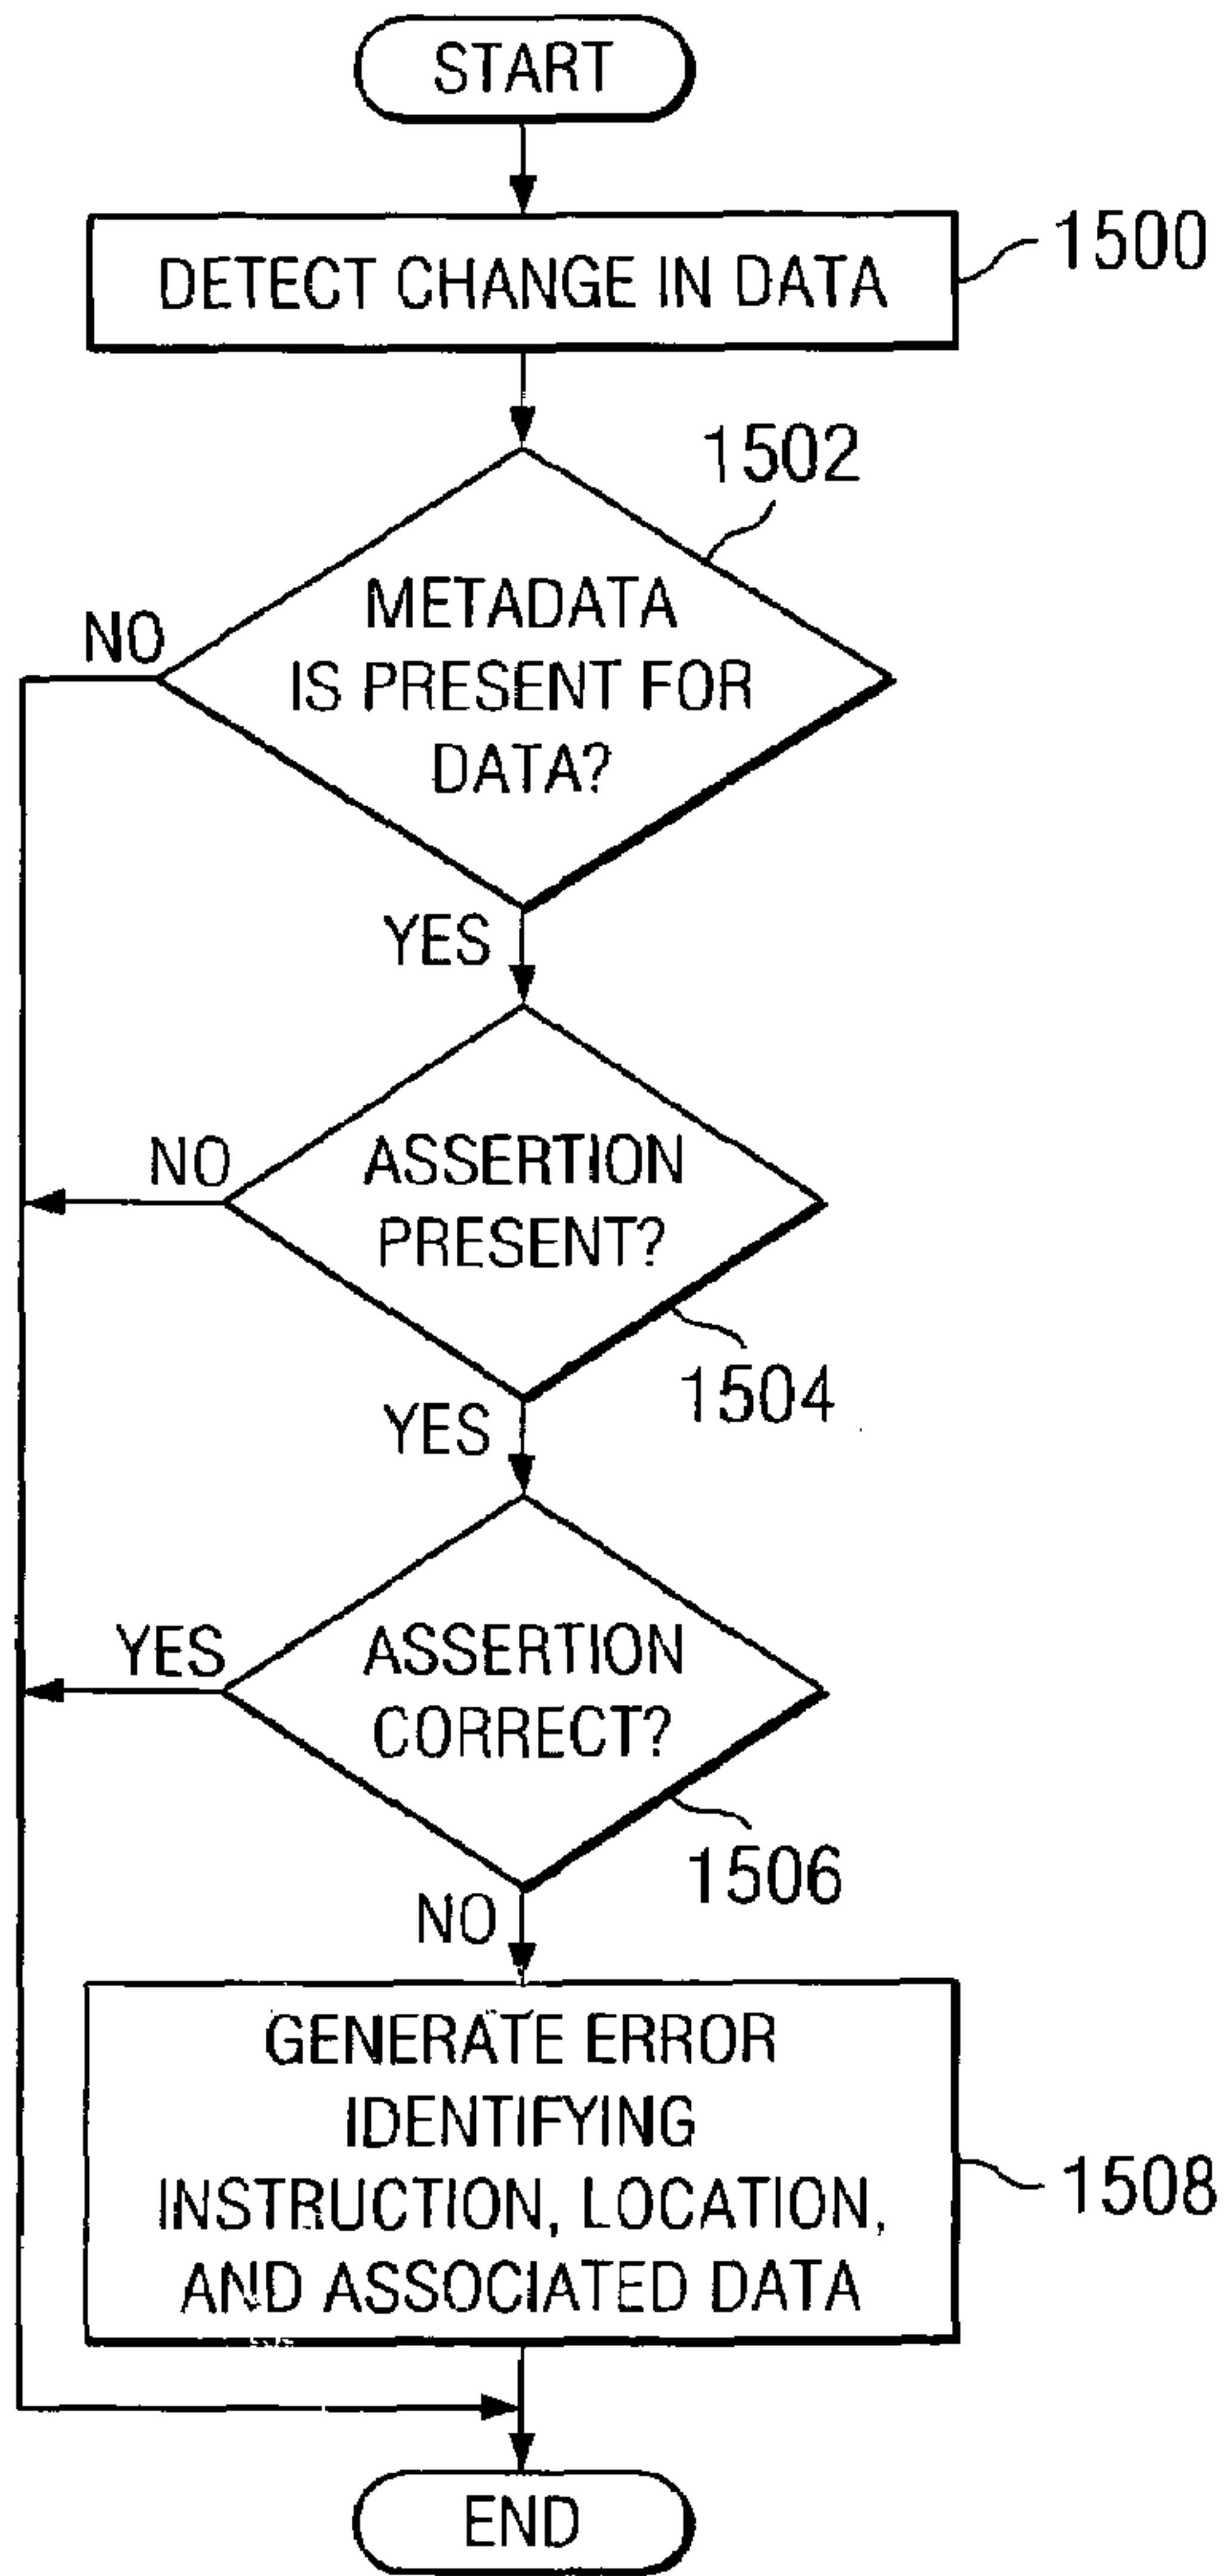 START
DETECT CHANGE IN DATA
1500
1502
METADATA
IS PRESENT FOR
DATA?
NO
YES
ASSERTION
PRESENT?
NO
1504
YES
ASSERTION
CORRECT?
YES
1506
NO
GENERATE ERROR
IDENTIFYING
INSTRUCTION, LOCATION,
AND ASSOCIATED DATA
1508
END